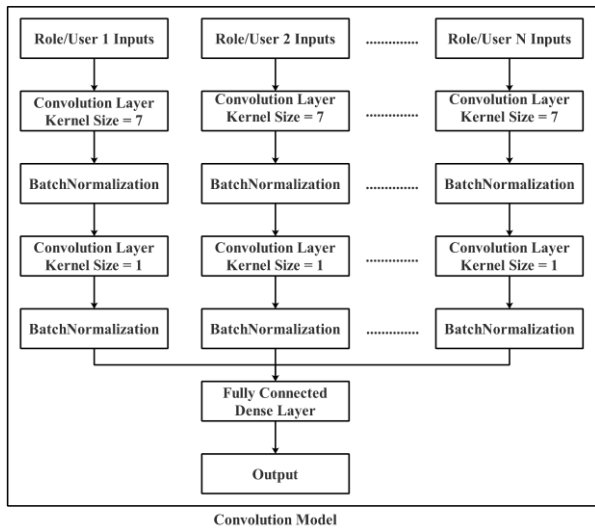 Role/User 1 Inputs
Role/User 2 Inputs
..............
Role/User N Inputs
Convolution Layer
Kernel Size = 7
Convolution Layer
Kernel Size = 7
..............
Convolution Layer
Kernel Size = 7
BatchNormalization
BatchNormalization
..............
BatchNormalization
Convolution Layer
Kernel Size = 1
Convolution Layer
Kernel Size = 1
..............
Convolution Layer
Kernel Size = 1
BatchNormalization
BatchNormalization
..............
BatchNormalization
Fully Connected
Dense Layer
Output
Convolution Model